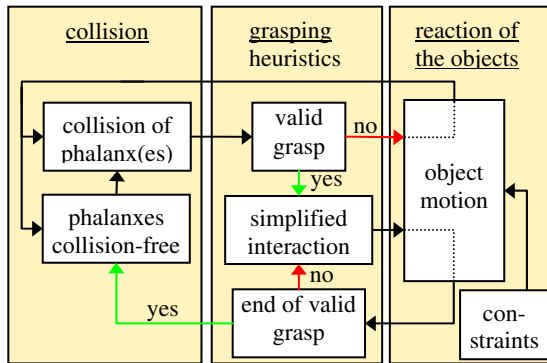 collision
grasping
heuristics
reaction of
the objects
collision of
phalanx(es)
valid
grasp
no
yes
object
motion
phalanxes
collision-free
simplified
interaction
no
yes
end of valid
grasp
con-
straints